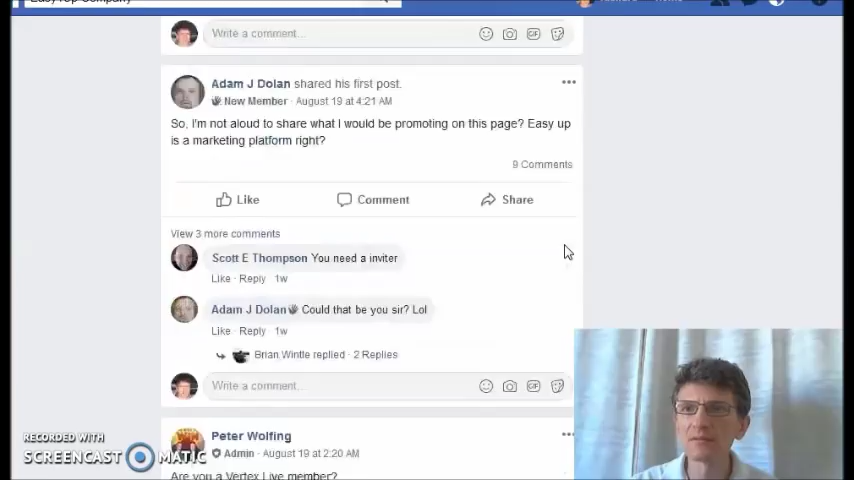 Write a comment...
GIF
Adam J Dolan shared his first post.
New Member · August 19 at 4:21 AM
So, I'm not aloud to share what I would be promoting on this page? Easy up
is a marketing platform right?
9 Comments
Like Comment Share
View 3 more comments
Scott E Thompson You need a inviter
Like · Reply · 1w
Adam J Dolan Could that be you sir? Lol
Like · Reply · 1w
Brian Wintle replied · 2 Replies
Write a comment...
GIF
Peter Wolfing
Admin · August 19 at 2:20 AM
Are you a Vertex Live member?
RECORDED WITH
SCREENCAST MATIC